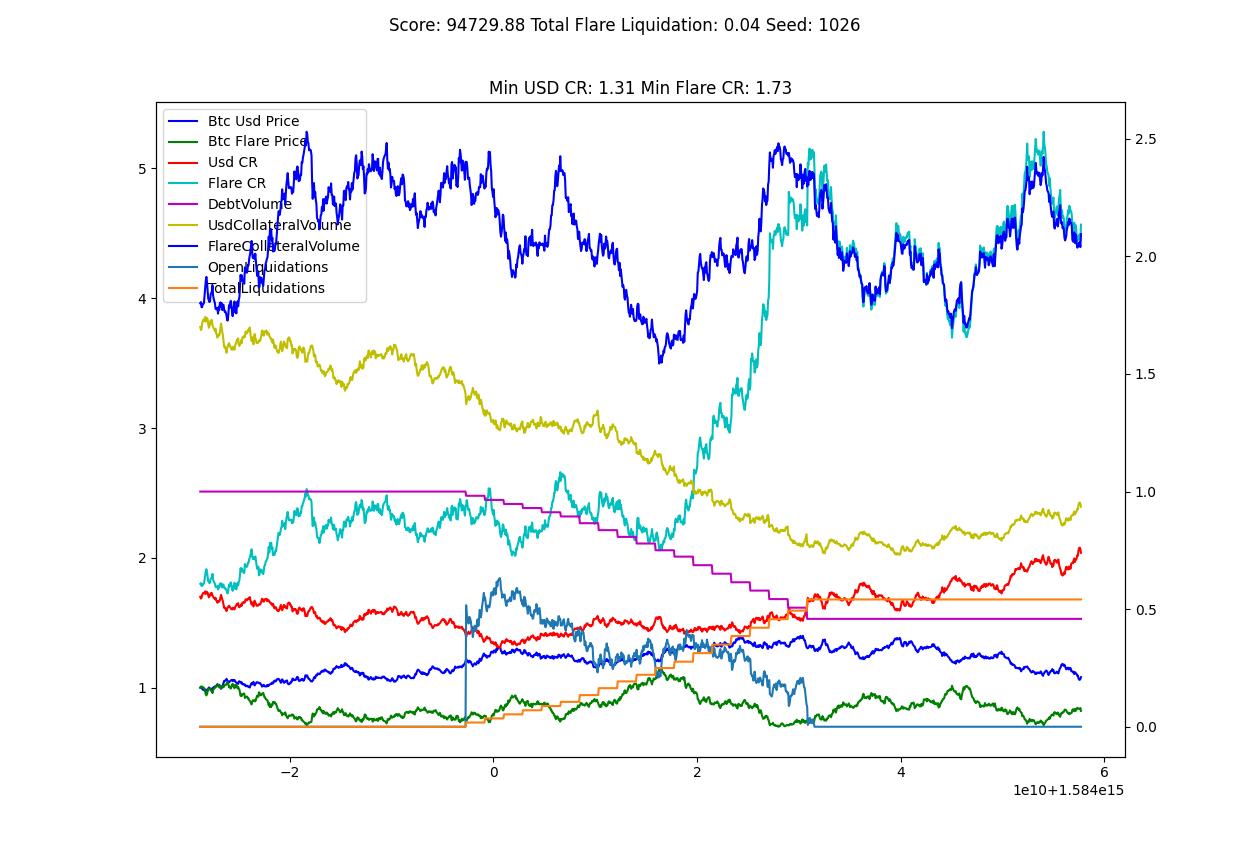 Score: 94729.88 Total Flare Liquidation: 0.04 Seed: 1026
Min USD CR: 1.31 Min Flare CR: 1.73
Btc Usd Price
Btc Flare Price
Usd CR
Flare CR
DebtVolume
UsdCollateralVolume
FlareCollateralVolume
OpenLiquidations
TotalLiquidations
5
4
3
2
1
2.5
2.0
1.5
1.0
0.5
0.0
−2
0
2
4
6
1e10+1.584e15